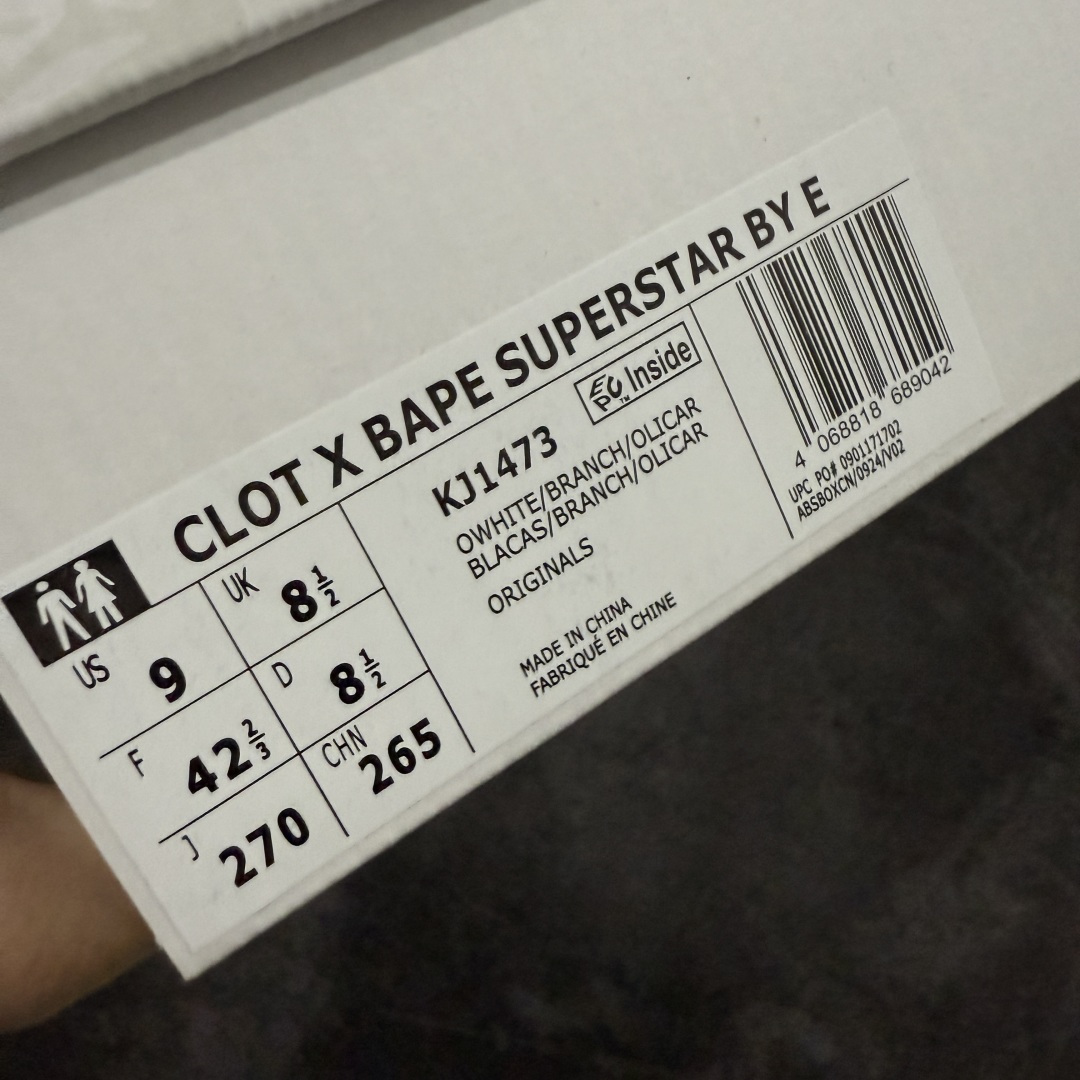 CLOT X BAPE SUPERSTAR BY E
US 9
UK 8 1/2
F 42 2/3
D 8 1/2
J 270
CHN 265
KJ1473
EPC™ Inside
OWHITE/BRANCH/OLICAR
BLACAS/BRANCH/OLICAR
ORIGINALS
MADE IN CHINA
FABRIQUÉ EN CHINE
4 068818 689042
UPC PO# 0901171702
ABSBOXCN/0924/V02